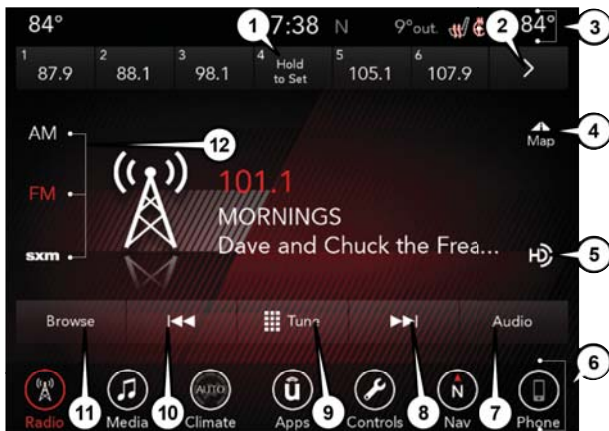 84° 1 7:38 N 9°out. 2 84° 3
1 87.9 2 88.1 3 98.1 4 Hold to Set 5 105.1 6 107.9
AM 12 4
Map
101.1
FM MORNINGS
Dave and Chuck the Frea...
sxm HD 5
Browse Tune Audio
6
AUTO û N
Radio 11 Media 10 Climate Apps 9 Controls 8 Nav 7 Phone